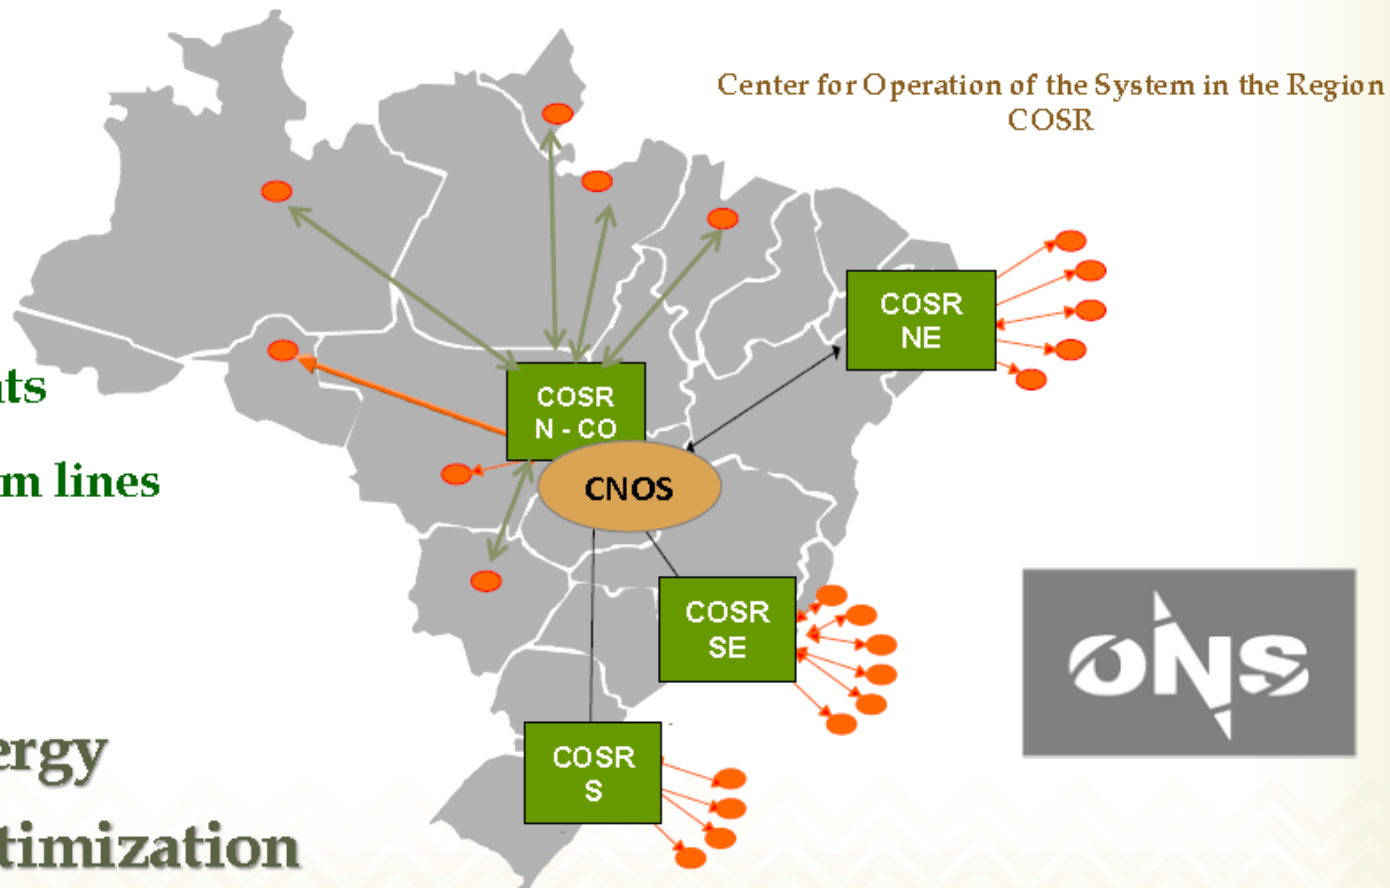 Center for Operation of the System in the Region
COSR
COSR
NE
COSR
N - CO
CNOS
COSR
SE
COSR
S
nts
m lines
ergy
timization
ONS